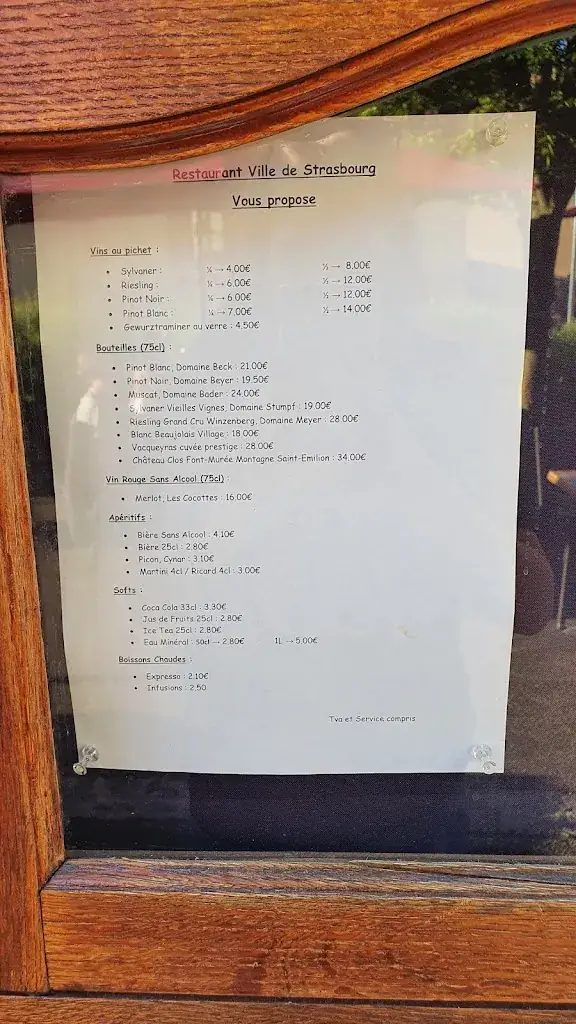 Restaurant Ville de Strasbourg
Vous propose
Vins au pichet :
• Sylvaner : ¼ → 4.00€ ½ → 8.00€
• Riesling : ¼ → 6.00€ ½ → 12.00€
• Pinot Noir : ¼ → 6.00€ ½ → 12.00€
• Pinot Blanc : ¼ → 7.00€ ½ → 14.00€
• Gewurztraminer au verre : 4.50€
Bouteilles (75cl) :
• Pinot Blanc, Domaine Beck : 21.00€
• Pinot Noir, Domaine Beyer : 19.50€
• Muscat, Domaine Bader : 24.00€
• Sylvaner Vieilles Vignes, Domaine Stumpf : 19.00€
• Riesling Grand Cru Winzenberg, Domaine Meyer : 28.00€
• Blanc Beaujolais Village : 18.00€
• Vacqueyras cuvée prestige : 28.00€
• Château Clos Font-Murée Montagne Saint-Emilion : 34.00€
Vin Rouge Sans Alcool (75cl) :
• Merlot, Les Cocottes : 16.00€
Apéritifs :
• Bière Sans Alcool : 4.10€
• Bière 25cl : 2.80€
• Picon, Cynar : 3.10€
• Martini 4cl / Ricard 4cl : 3.00€
Softs :
• Coca Cola 33cl : 3.30€
• Jus de Fruits 25cl : 2.80€
• Ice Tea 25cl : 2.80€
• Eau Minéral : 50cl → 2.80€ 1L → 5.00€
Boissons Chaudes :
• Expresso : 2.10€
• Infusions : 2.50
Tva et Service compris